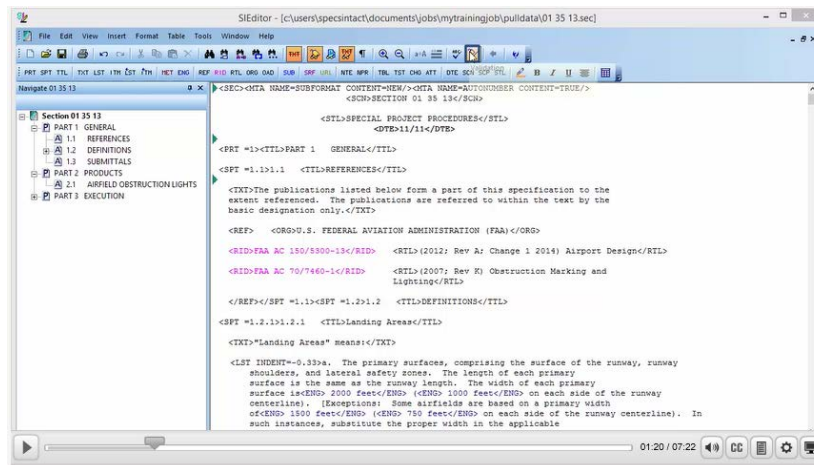 SIEditor - [c:\users\specsintact\documents\jobs\mytrainingjob\pulldata\01 35 13.sec]
File Edit View Insert Format Table Tools Window Help
PRT SPT TTL TXT LST ITM LST ITM MET ENG REF RID RTL ORG OAD SUB SRF URL NTE NPR TBL TST CHG ATT DTE SCN SCP STL B I U
Validation
Navigate 01 35 13
Section 01 35 13
PART 1 GENERAL
1.1 REFERENCES
1.2 DEFINITIONS
1.3 SUBMITTALS
PART 2 PRODUCTS
2.1 AIRFIELD OBSTRUCTION LIGHTS
PART 3 EXECUTION
<SEC><MTA NAME=SUBFORMAT CONTENT=NEW/><MTA NAME=AUTONUMBER CONTENT=TRUE/>
<SCN>SECTION 01 35 13</SCN>
<STL>SPECIAL PROJECT PROCEDURES</STL>
<DTE>11/11</DTE>
<PRT =1><TTL>PART 1 GENERAL</TTL>
<SPT =1.1>1.1 <TTL>REFERENCES</TTL>
<TXT>The publications listed below form a part of this specification to the
extent referenced. The publications are referred to within the text by the
basic designation only.</TXT>
<REF> <ORG>U.S. FEDERAL AVIATION ADMINISTRATION (FAA)</ORG>
<RID>FAA AC 150/5300-13</RID> <RTL>(2012; Rev A; Change 1 2014) Airport Design</RTL>
<RID>FAA AC 70/7460-1</RID> <RTL>(2007; Rev K) Obstruction Marking and
Lighting</RTL>
</REF></SPT =1.1><SPT =1.2>1.2 <TTL>DEFINITIONS</TTL>
<SPT =1.2.1>1.2.1 <TTL>Landing Areas</TTL>
<TXT>"Landing Areas" means:</TXT>
<LST INDENT=-0.33>a. The primary surfaces, comprising the surface of the runway, runway
shoulders, and lateral safety zones. The length of each primary
surface is the same as the runway length. The width of each primary
surface is<ENG> 2000 feet</ENG> (<ENG> 1000 feet</ENG> on each side of the runway
centerline). [Exceptions: Some airfields are based on a primary width
of<ENG> 1500 feet</ENG> (<ENG> 750 feet</ENG> on each side of the runway centerline). In
such instances, substitute the proper width in the applicable
01:20 / 07:22 CC